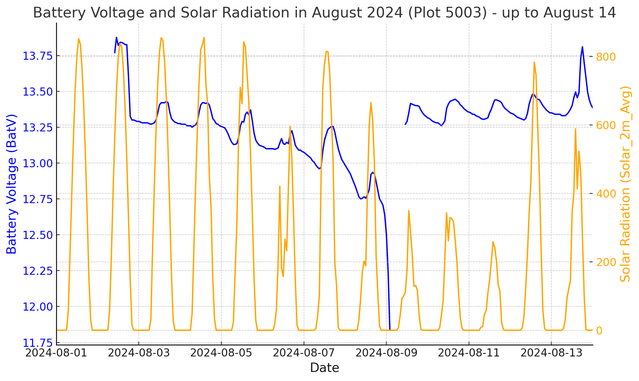 Battery Voltage and Solar Radiation in August 2024 (Plot 5003) - up to August 14
13.75
13.50
13.25
13.00
12.75
12.50
12.25
12.00
11.75
Battery Voltage (BatV)
800
600
400
200
0
Solar Radiation (Solar_2m_Avg)
2024-08-01 2024-08-03 2024-08-05 2024-08-07 2024-08-09 2024-08-11 2024-08-13
Date